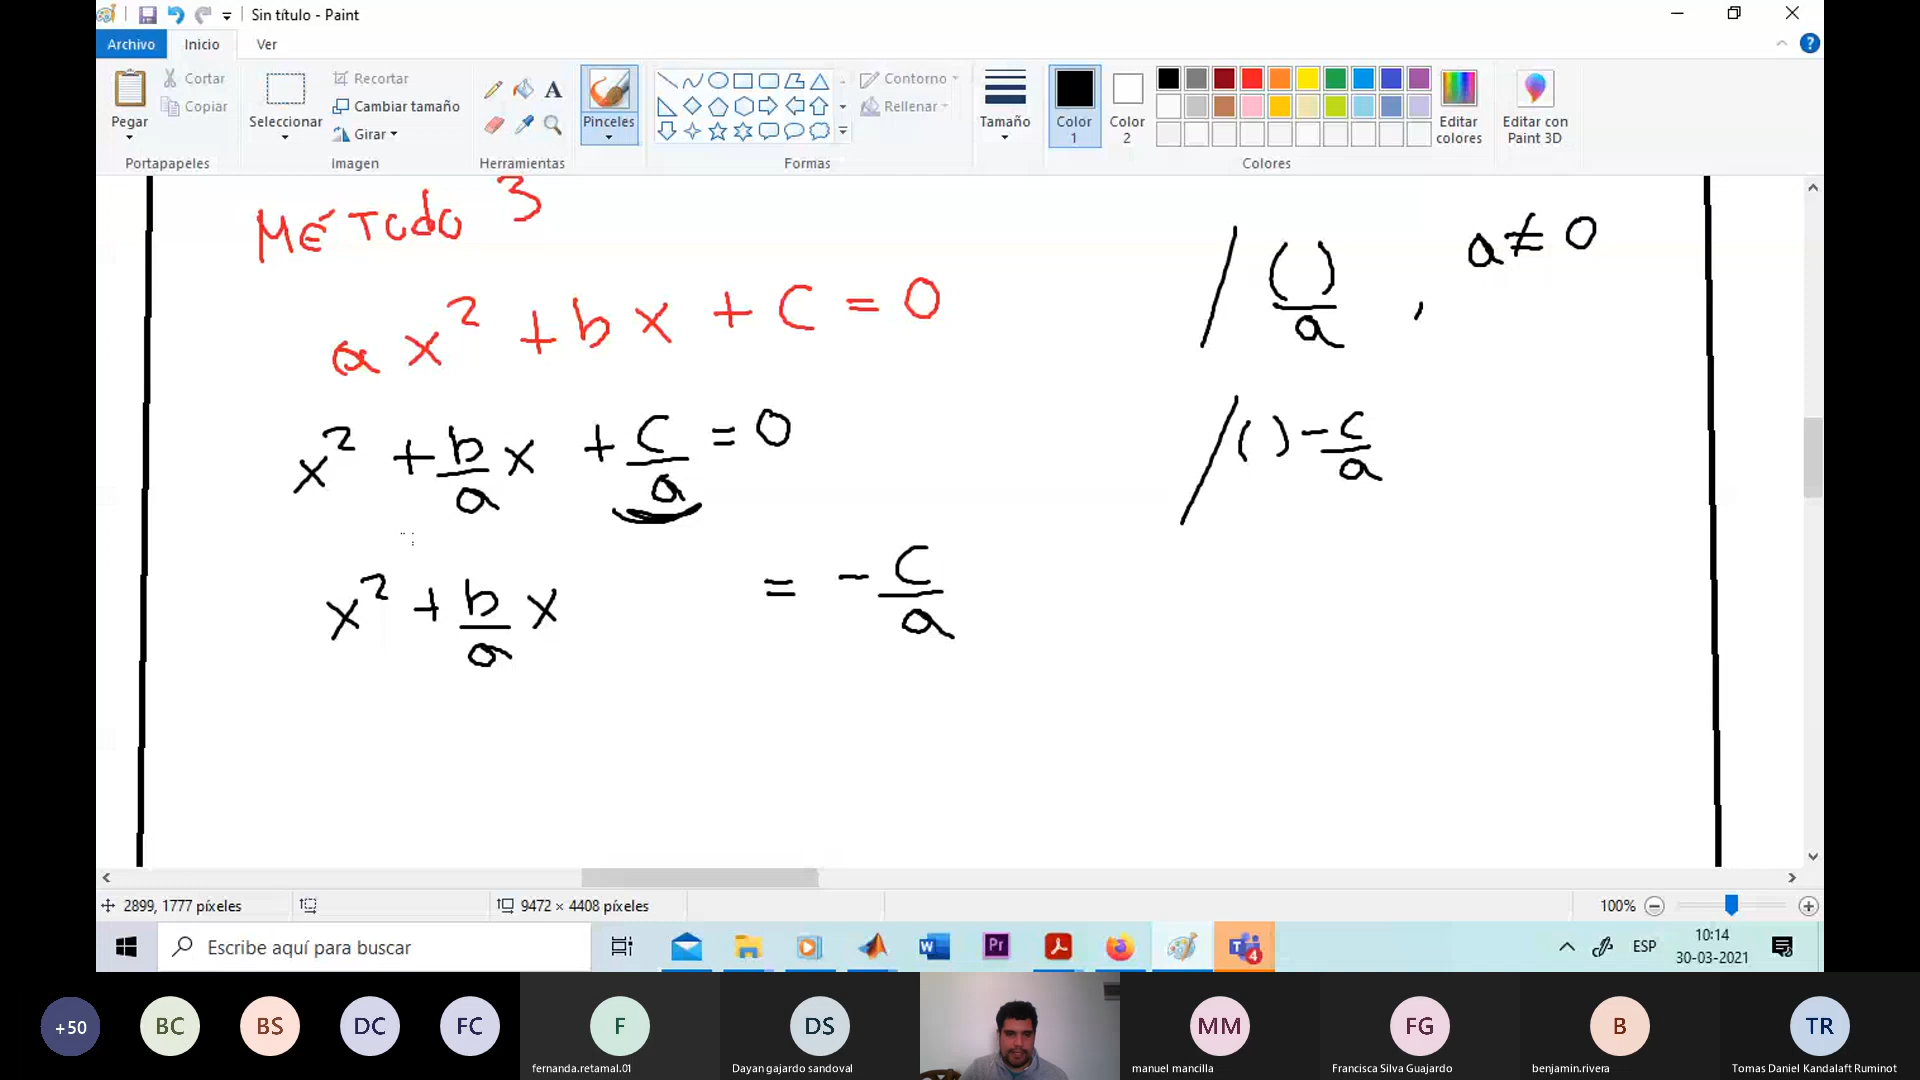 Sin título - Paint
Archivo Inicio Ver
Pegar
Cortar
Copiar
Portapapeles
Seleccionar
Recortar
Cambiar tamaño
Girar
Imagen
A
Herramientas
Pinceles
Contorno
Rellenar
Formas
Tamaño
Color 1
Color 2
Editar colores
Editar con Paint 3D
Colores
MÉTodo 3
ax² + bx + c = 0
/ ( )/a , a ≠ 0
x² + b/a x + c/a = 0
/ ( ) - c/a
x² + b/a x = - c/a
2899, 1777 píxeles
9472 × 4408 píxeles
100%
Escribe aquí para buscar
W
Pr
4
ESP
10:14
30-03-2021
+50 BC BS DC FC F DS MM FG B TR
fernanda.retamal.01 Dayan gajardo sandoval manuel mancilla Francisca Silva Guajardo benjamin.rivera Tomas Daniel Kandalaft Ruminot